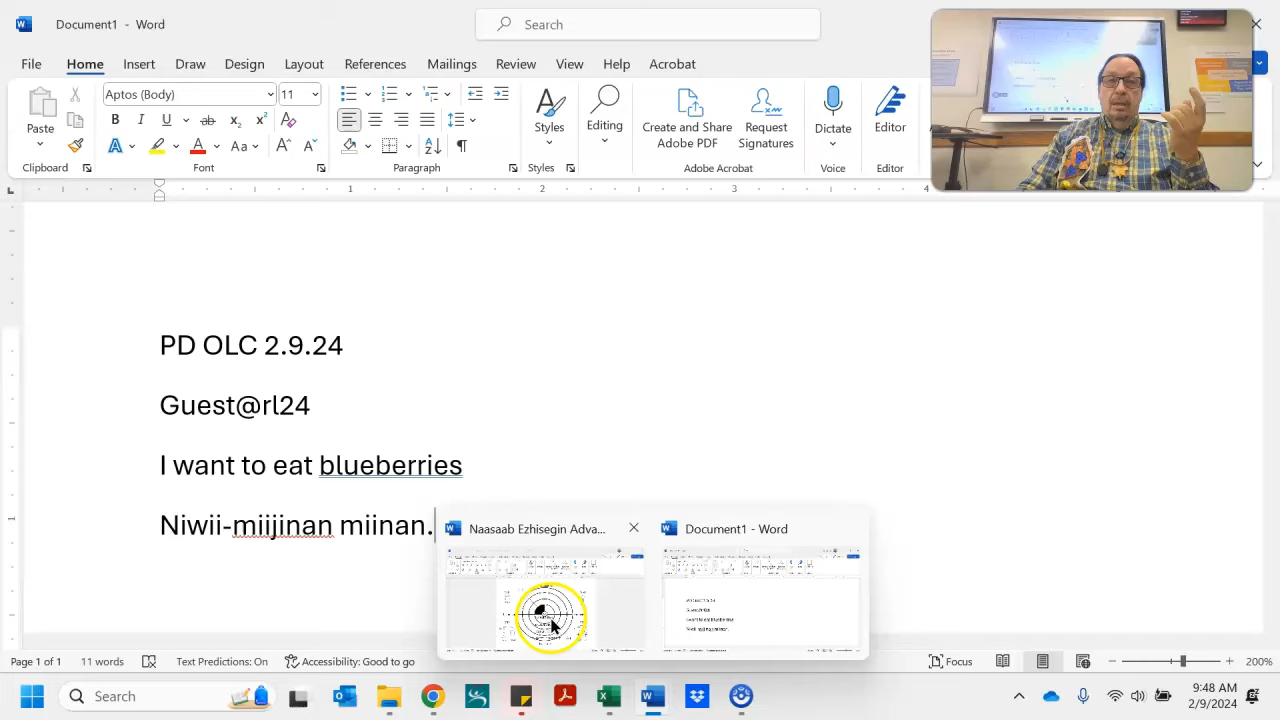 Document1 - Word
Search
File Home Insert Draw Design Layout References Mailings Review View Help Acrobat
Aptos (Body) 11
Paste
Styles
Editing
Create and Share Adobe PDF
Request Signatures
Dictate
Editor
Clipboard Font Paragraph Styles Adobe Acrobat Voice Editor
1 2 3 4
PD OLC 2.9.24
Guest@rl24
I want to eat blueberries
Niwii-miijinan miinan.
Naasaab Ezhisegin Adva... Document1 - Word
Page 1 of 1 11 words Text Predictions: On Accessibility: Good to go Focus 200%
Search
9:48 AM
2/9/2024